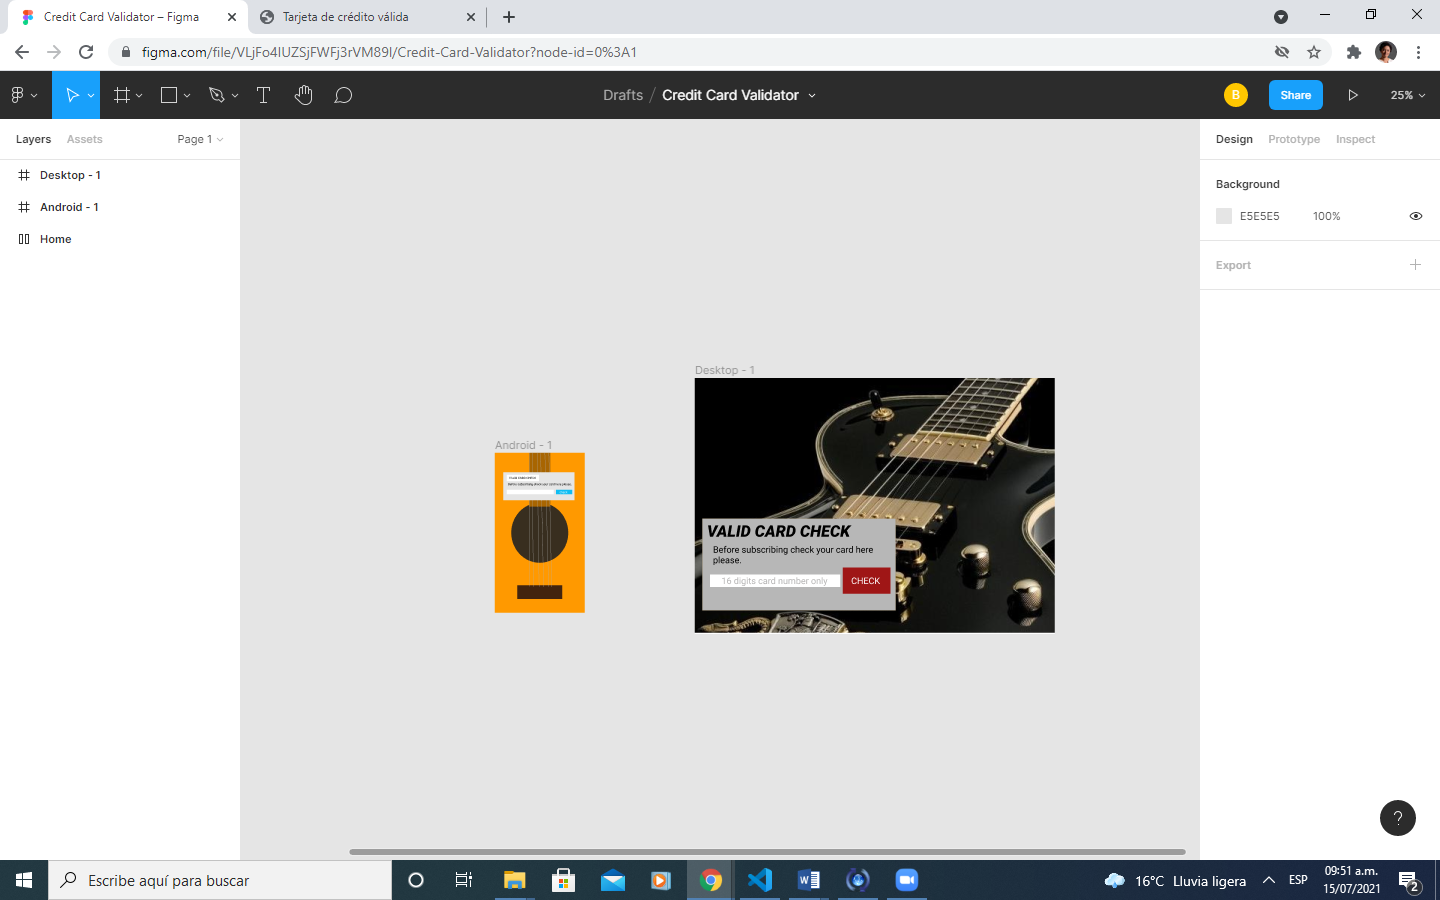 Credit Card Validator – Figma
Tarjeta de crédito válida
figma.com/file/VLjFo4IUZSjFWFj3rVM89I/Credit-Card-Validator?node-id=0%3A1
Drafts / Credit Card Validator
B
Share
25%
Layers
Assets
Page 1
Design
Prototype
Inspect
Desktop - 1
Android - 1
Home
Background
E5E5E5
100%
Export
Android - 1
Desktop - 1
VALID CARD CHECK
Before subscribing check your card here
please.
16 digits card number only
CHECK
?
Escribe aquí para buscar
16°C Lluvia ligera
ESP
09:51 a.m.
15/07/2021
2